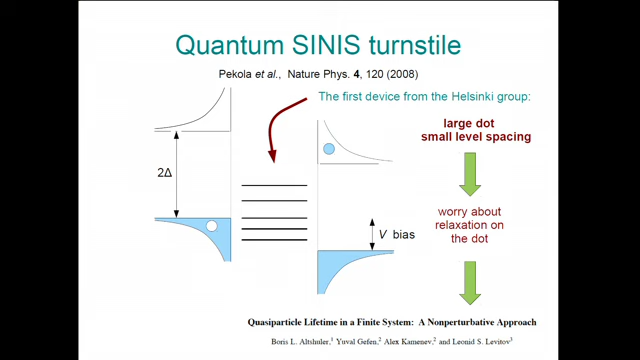 Quantum SINIS turnstile
Pekola et al., Nature Phys. 4, 120 (2008)
The first device from the Helsinki group:
large dot
small level spacing
2Δ
worry about
relaxation on
the dot
V bias
Quasiparticle Lifetime in a Finite System: A Nonperturbative Approach
Boris L. Altshuler,1 Yuval Gefen,2 Alex Kamenev,2 and Leonid S. Levitov3